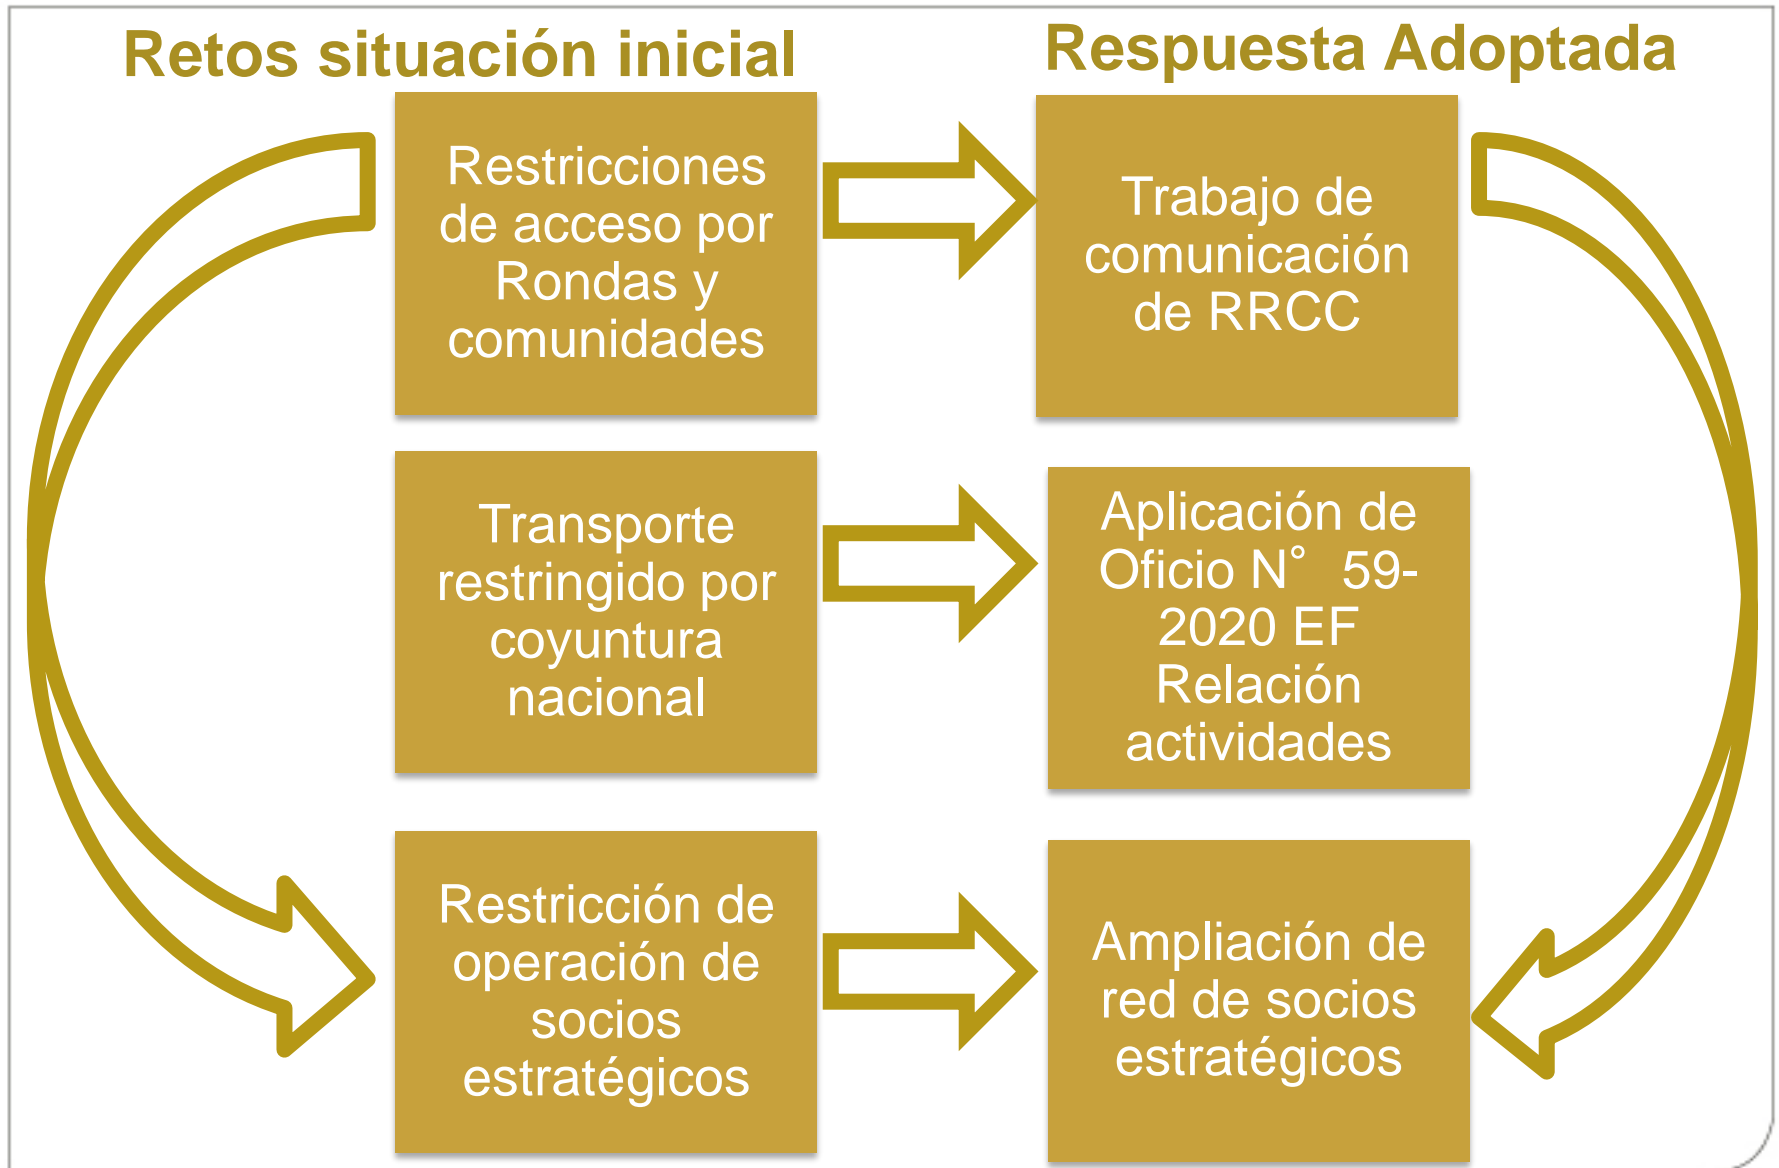 Retos situación inicial
Respuesta Adoptada
Restricciones
de acceso por
Rondas y
comunidades
Trabajo de
comunicación
de RRCC
Transporte
restringido por
coyuntura
nacional
Aplicación de
Oficio N° 59-
2020 EF
Relación
actividades
Restricción de
operación de
socios
estratégicos
Ampliación de
red de socios
estratégicos